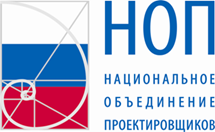 НОП
НАЦИОНАЛЬНОЕ
ОБЪЕДИНЕНИЕ
ПРОЕКТИРОВЩИКОВ